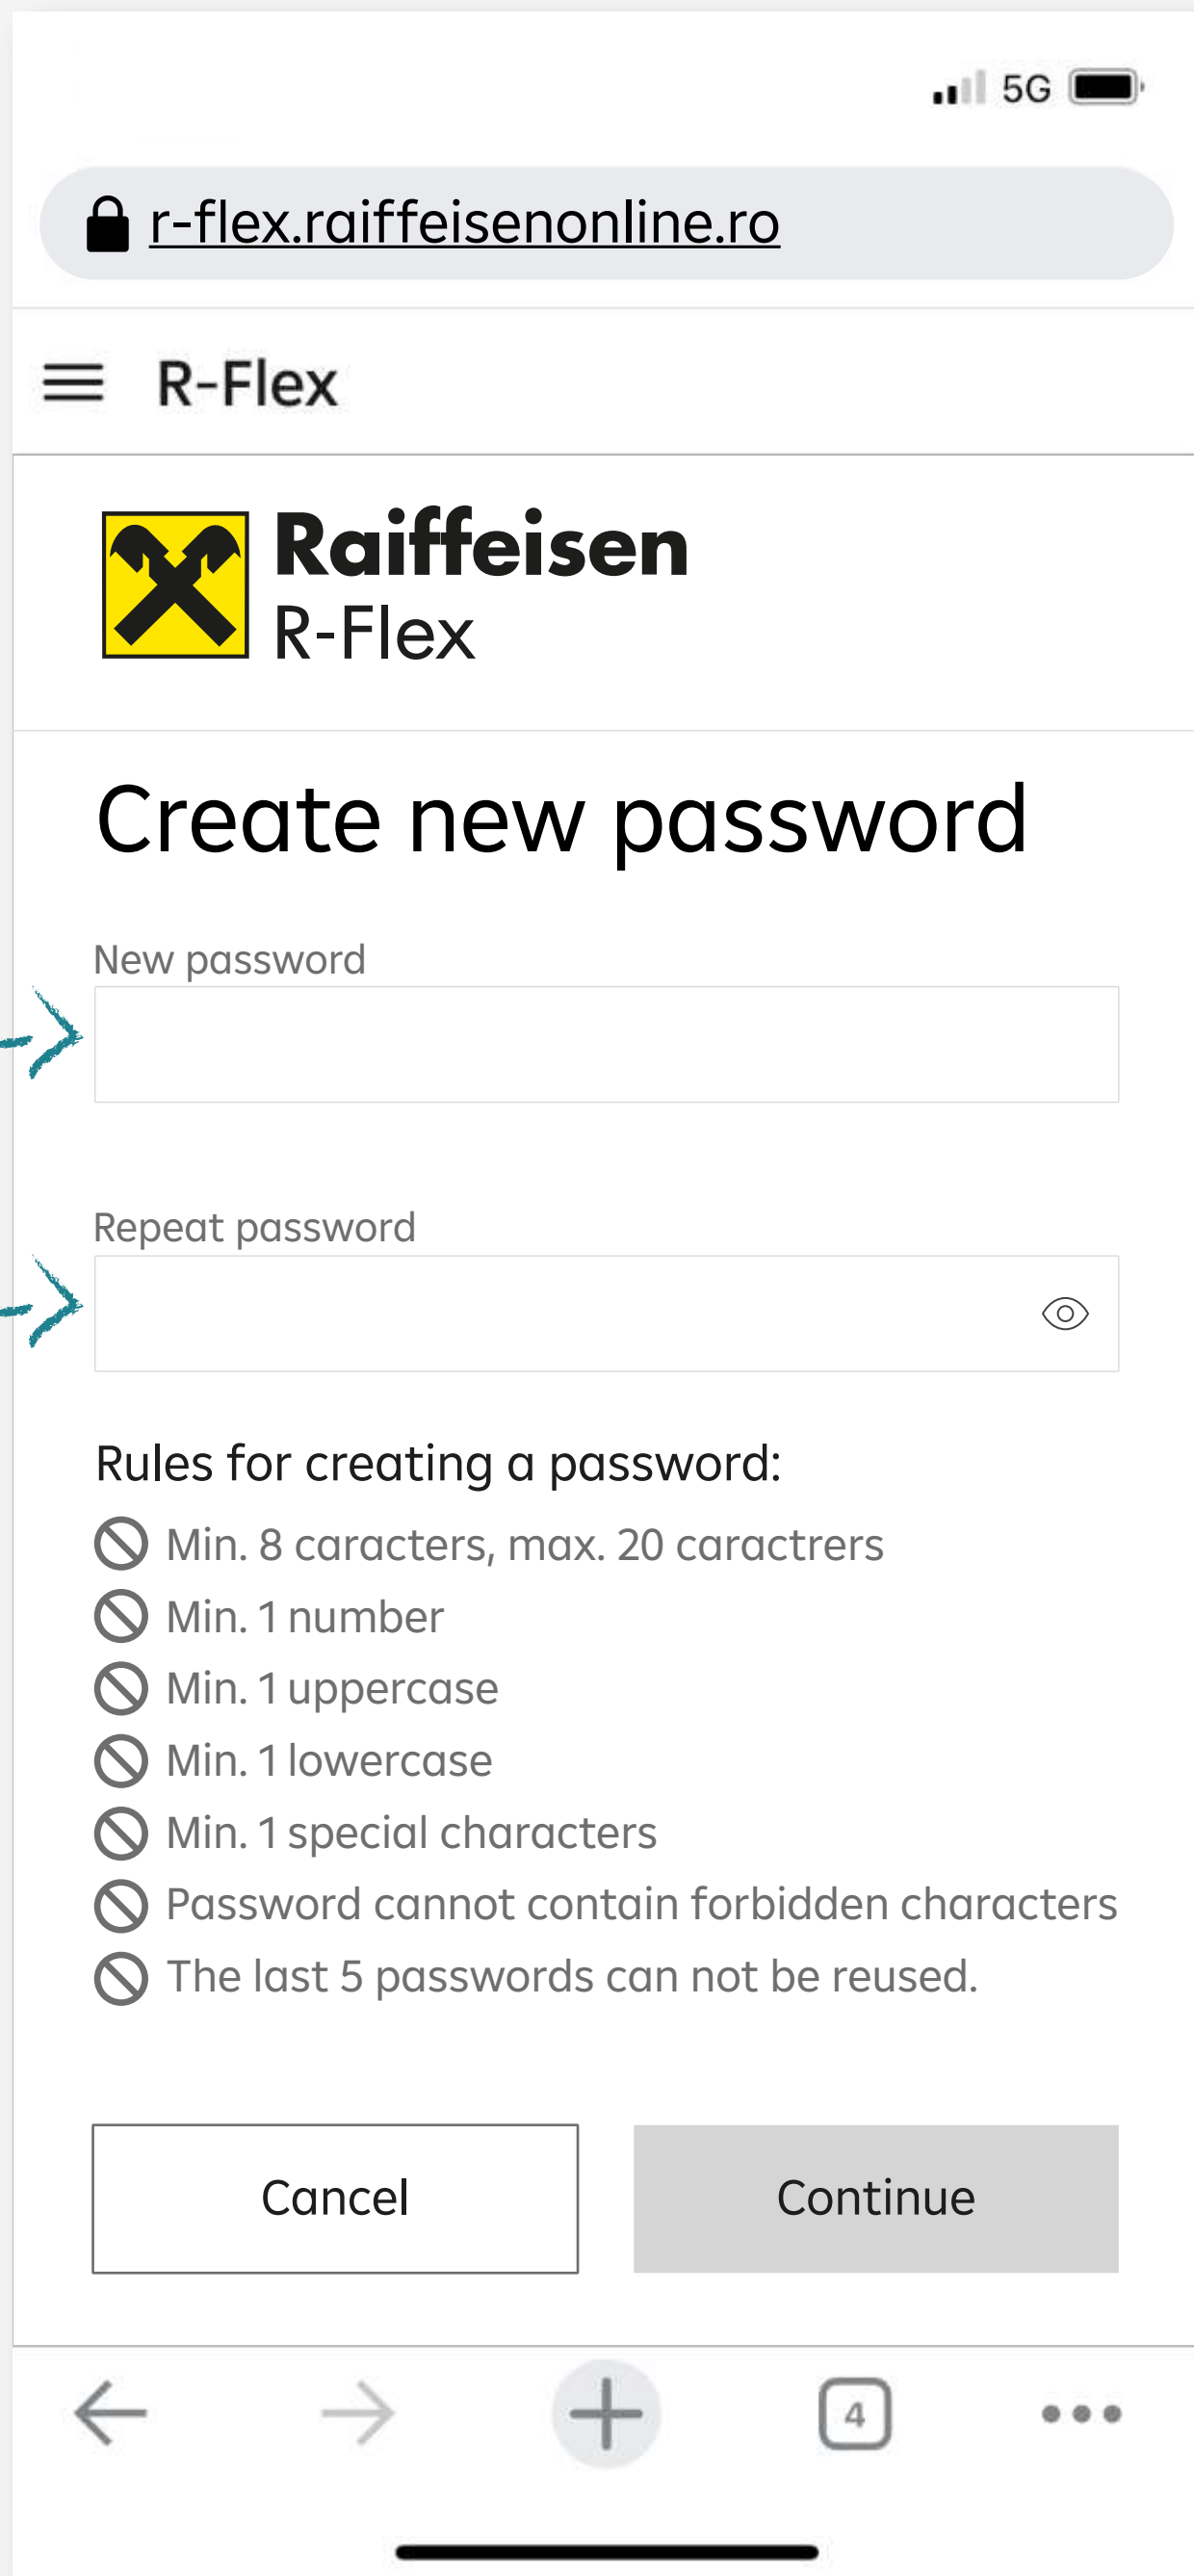 5G
r-flex.raiffeisenonline.ro
R-Flex
Raiffeisen
R-Flex
Create new password
New password
Repeat password
Rules for creating a password:
Min. 8 caracters, max. 20 caractrers
Min. 1 number
Min. 1 uppercase
Min. 1 lowercase
Min. 1 special characters
Password cannot contain forbidden characters
The last 5 passwords can not be reused.
Cancel
Continue
4